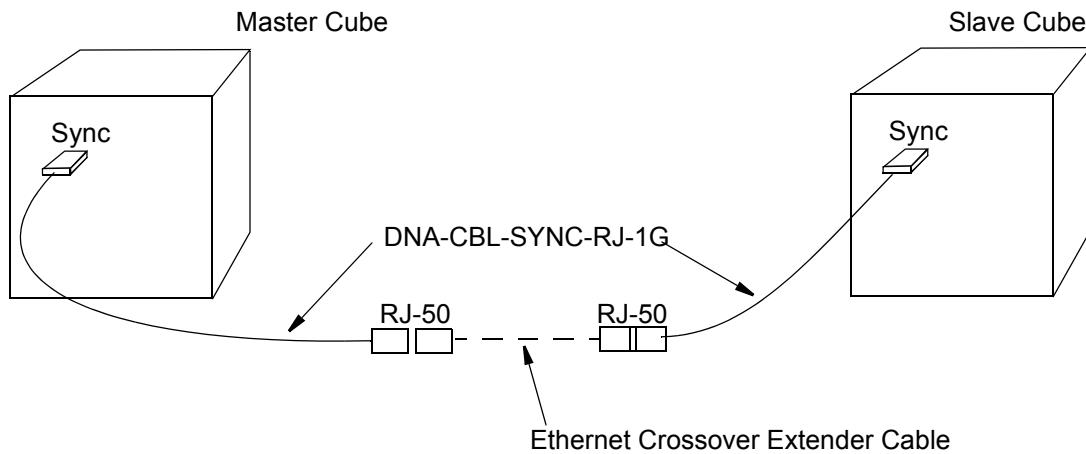 Master Cube
Slave Cube
Sync
Sync
DNA-CBL-SYNC-RJ-1G
RJ-50
RJ-50
Ethernet Crossover Extender Cable